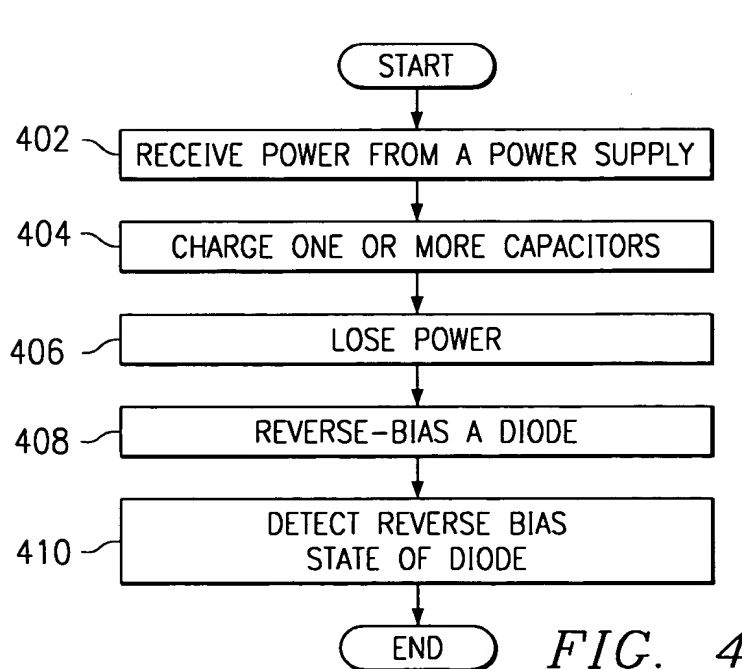 START
402
RECEIVE POWER FROM A POWER SUPPLY
404
CHARGE ONE OR MORE CAPACITORS
406
LOSE POWER
408
REVERSE-BIAS A DIODE
410
DETECT REVERSE BIAS
STATE OF DIODE
END
FIG. 4